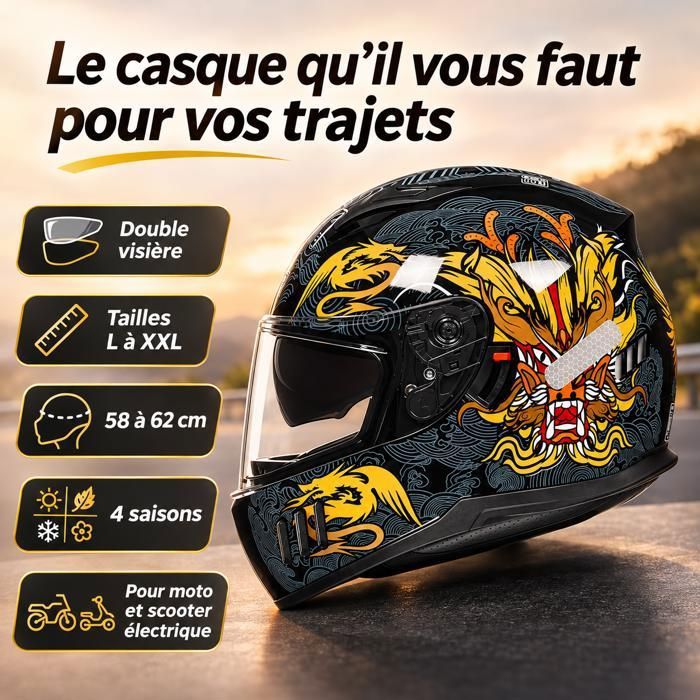 Le casque qu’il vous faut
pour vos trajets
Double
visière
Tailles
L à XXL
58 à 62 cm
4 saisons
Pour moto
et scooter
électrique